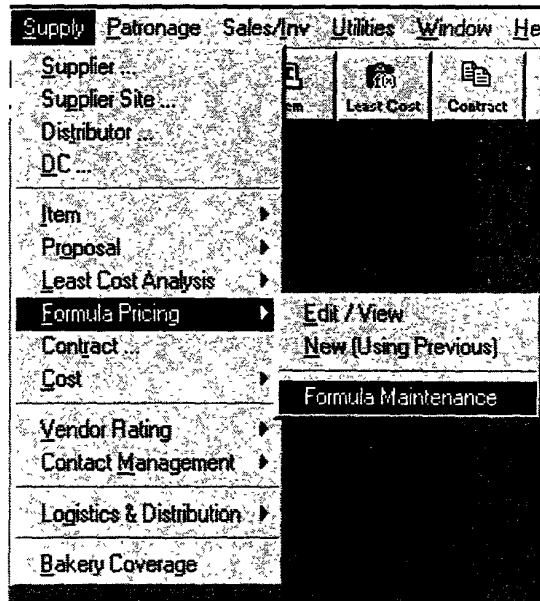 Supply Patronage Sales/Inv Utilities Window He
Supplier ...
Supplier Site ...
Distributor ...
DC ...
em Least Cost Contract
Item
Proposal
Least Cost Analysis
Formula Pricing
Edit / View
New (Using Previous)
Formula Maintenance
Contract ...
Cost
Vendor Rating
Contact Management
Logistics & Distribution
Bakery Coverage